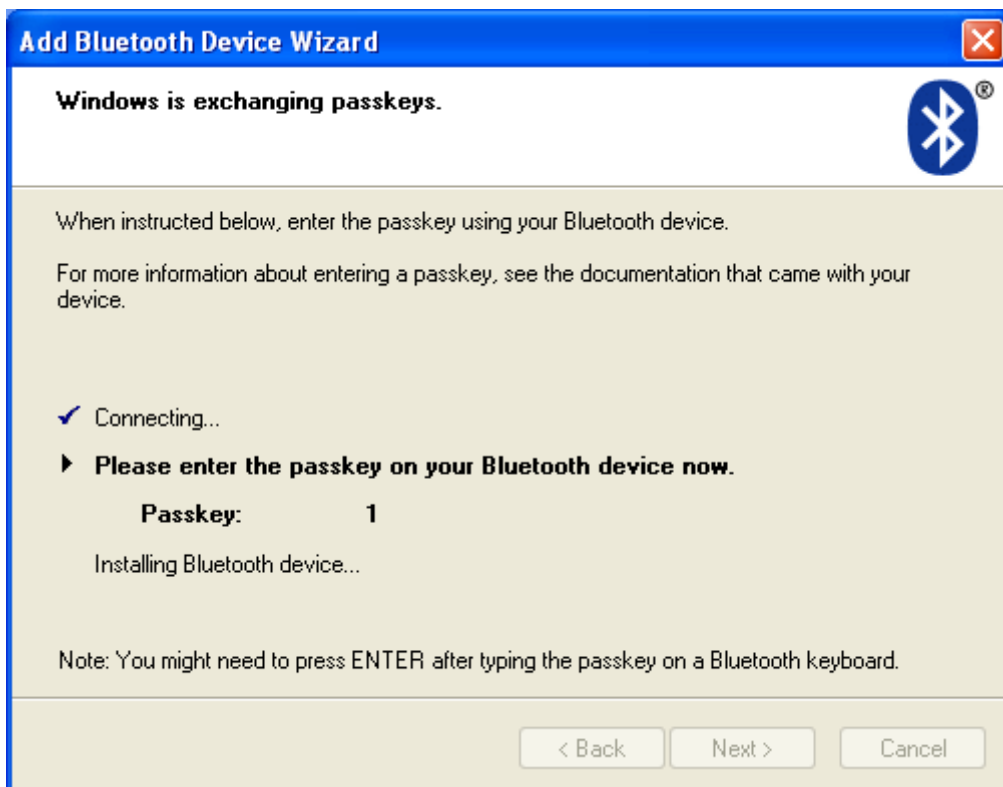 Add Bluetooth Device Wizard
Windows is exchanging passkeys.
®
When instructed below, enter the passkey using your Bluetooth device.
For more information about entering a passkey, see the documentation that came with your
device.
Connecting...
Please enter the passkey on your Bluetooth device now.
Passkey: 1
Installing Bluetooth device...
Note: You might need to press ENTER after typing the passkey on a Bluetooth keyboard.
< Back Next > Cancel